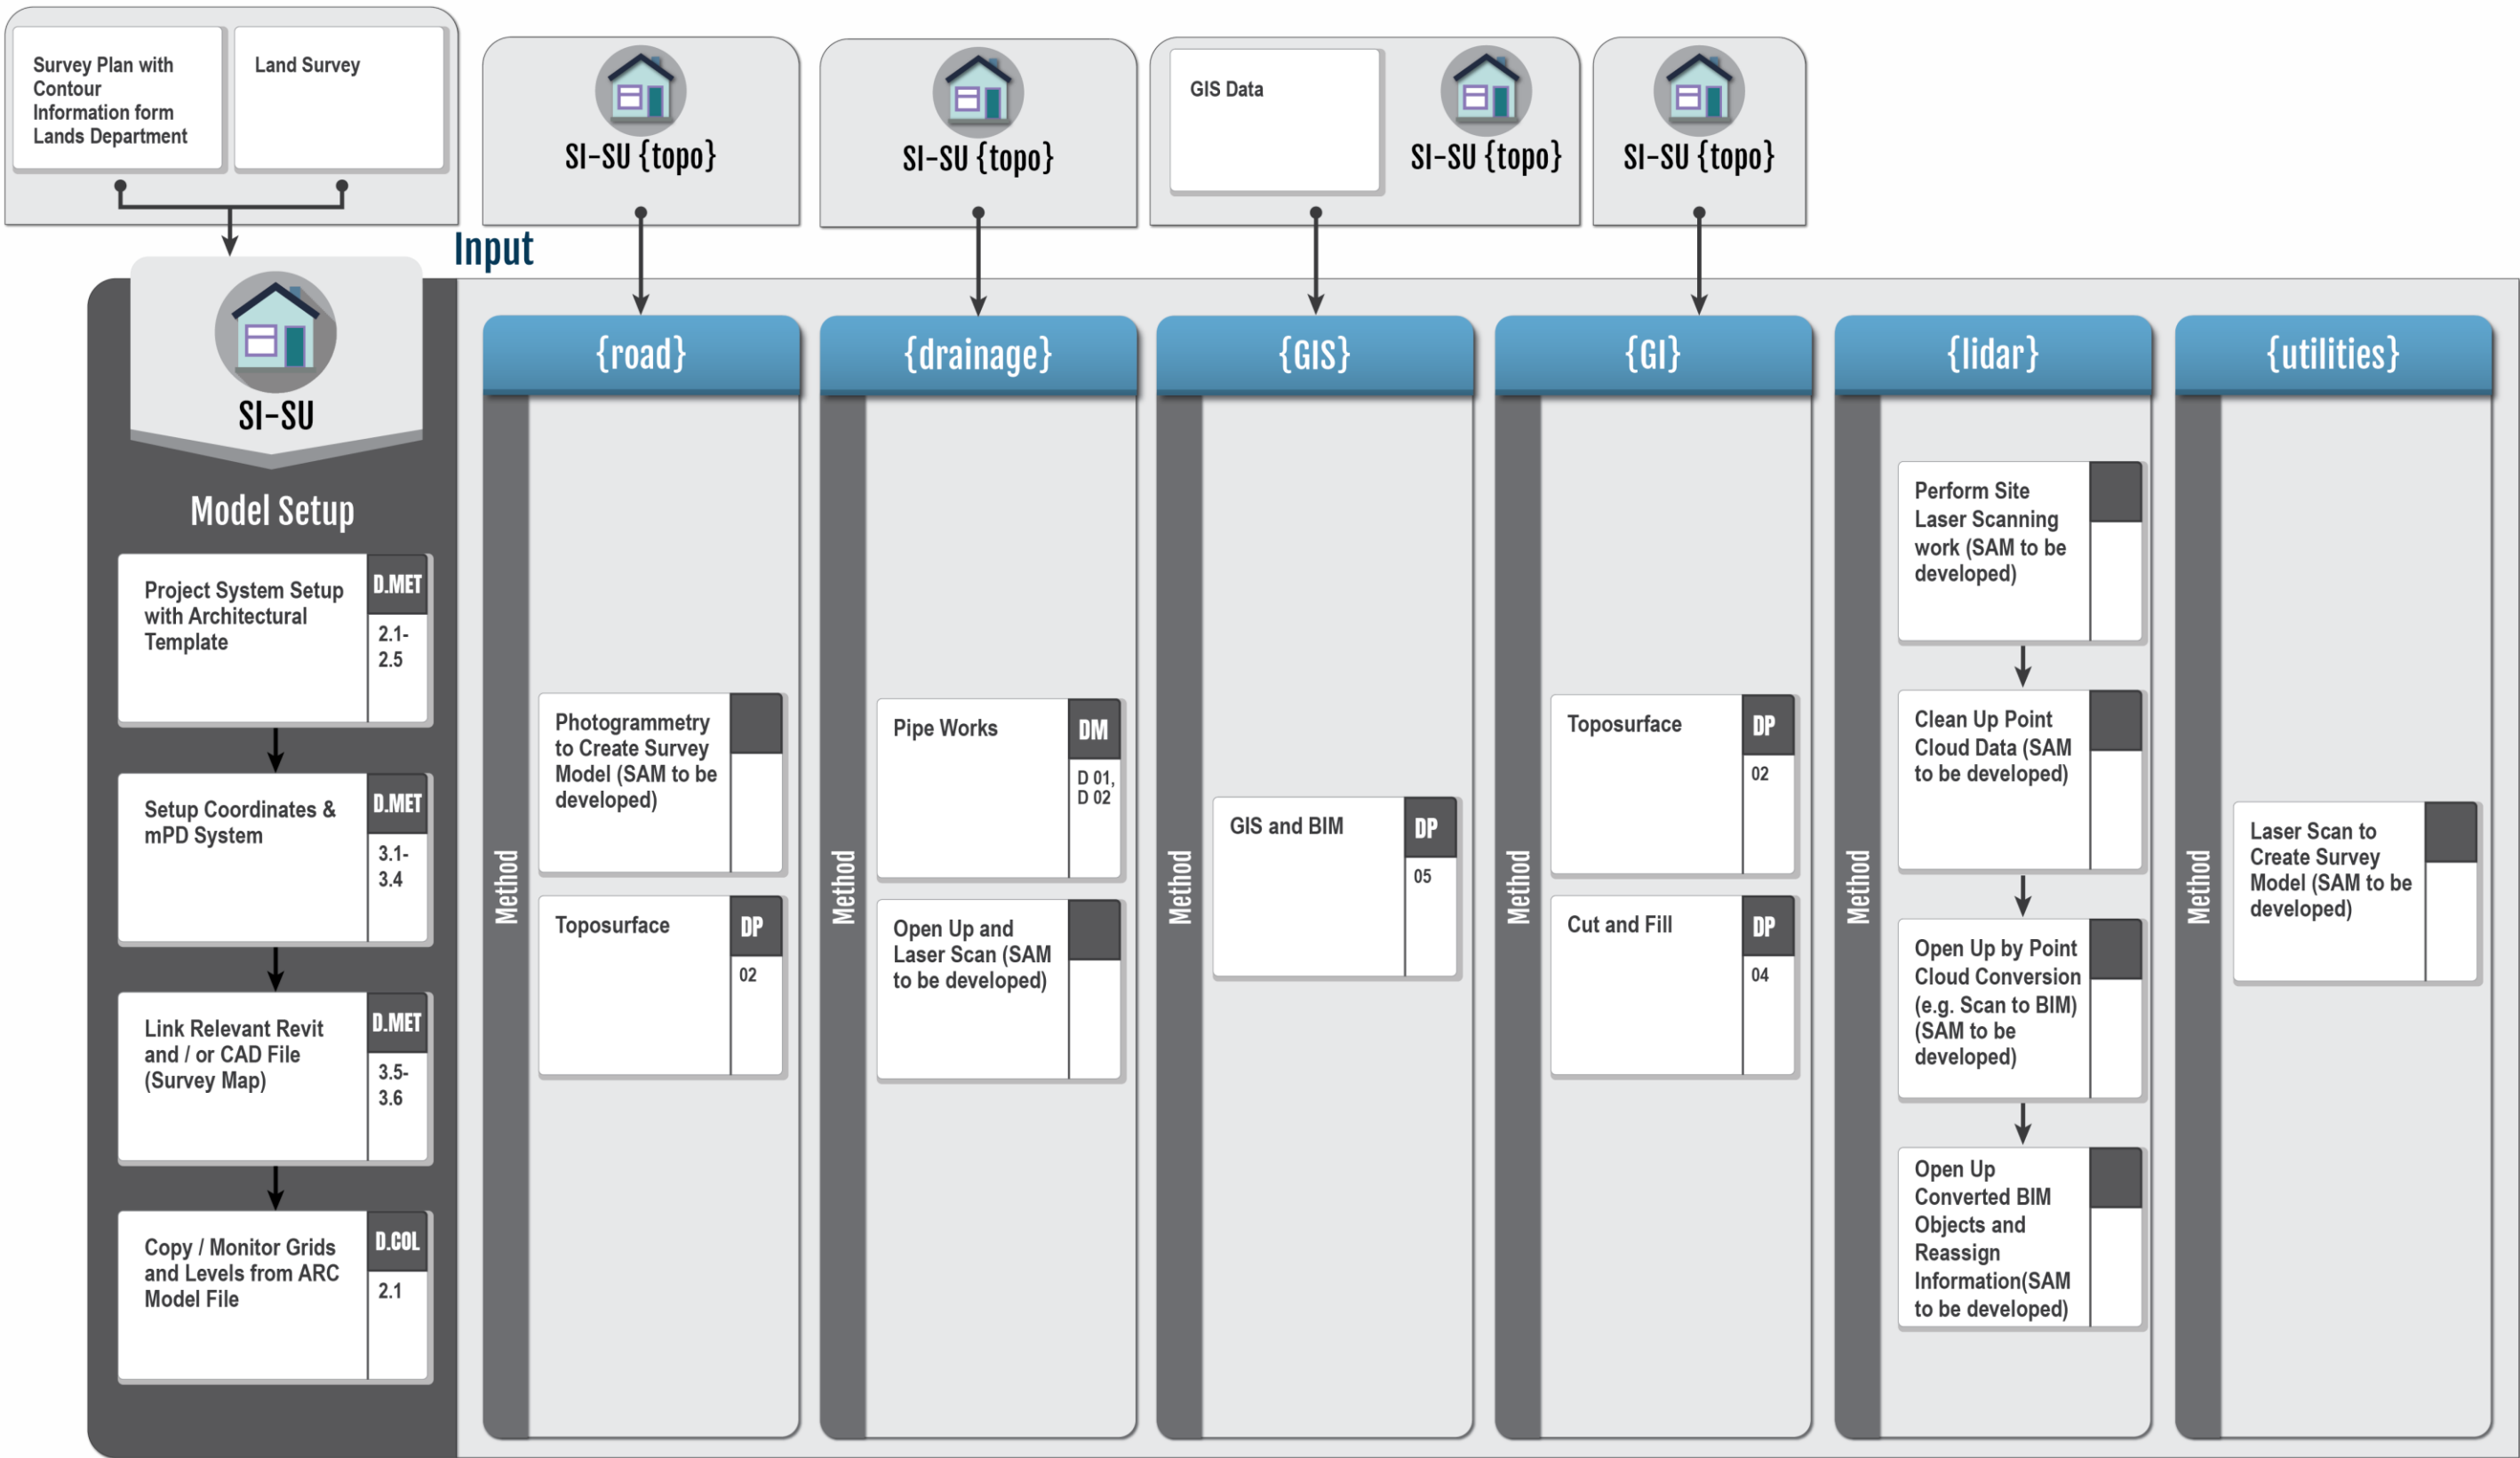 Survey Plan with
Contour
Information form
Lands Department
Land Survey
SI-SU {topo}
SI-SU {topo}
GIS Data
SI-SU {topo}
SI-SU {topo}
Input
SI-SU
Model Setup
Project System Setup
with Architectural
Template
D.MET
2.1-
2.5
Setup Coordinates &
mPD System
D.MET
3.1-
3.4
Link Relevant Revit
and / or CAD File
(Survey Map)
D.MET
3.5-
3.6
Copy / Monitor Grids
and Levels from ARC
Model File
D.COL
2.1
{road}
Method
Photogrammetry
to Create Survey
Model (SAM to be
developed)
Toposurface
DP
02
{drainage}
Method
Pipe Works
DM
D 01,
D 02
Open Up and
Laser Scan (SAM
to be developed)
{GIS}
Method
GIS and BIM
DP
05
{GI}
Method
Toposurface
DP
02
Cut and Fill
DP
04
{lidar}
Method
Perform Site
Laser Scanning
work (SAM to be
developed)
Clean Up Point
Cloud Data (SAM
to be developed)
Open Up by Point
Cloud Conversion
(e.g. Scan to BIM)
(SAM to be
developed)
Open Up
Converted BIM
Objects and
Reassign
Information(SAM
to be developed)
{utilities}
Method
Laser Scan to
Create Survey
Model (SAM to be
developed)